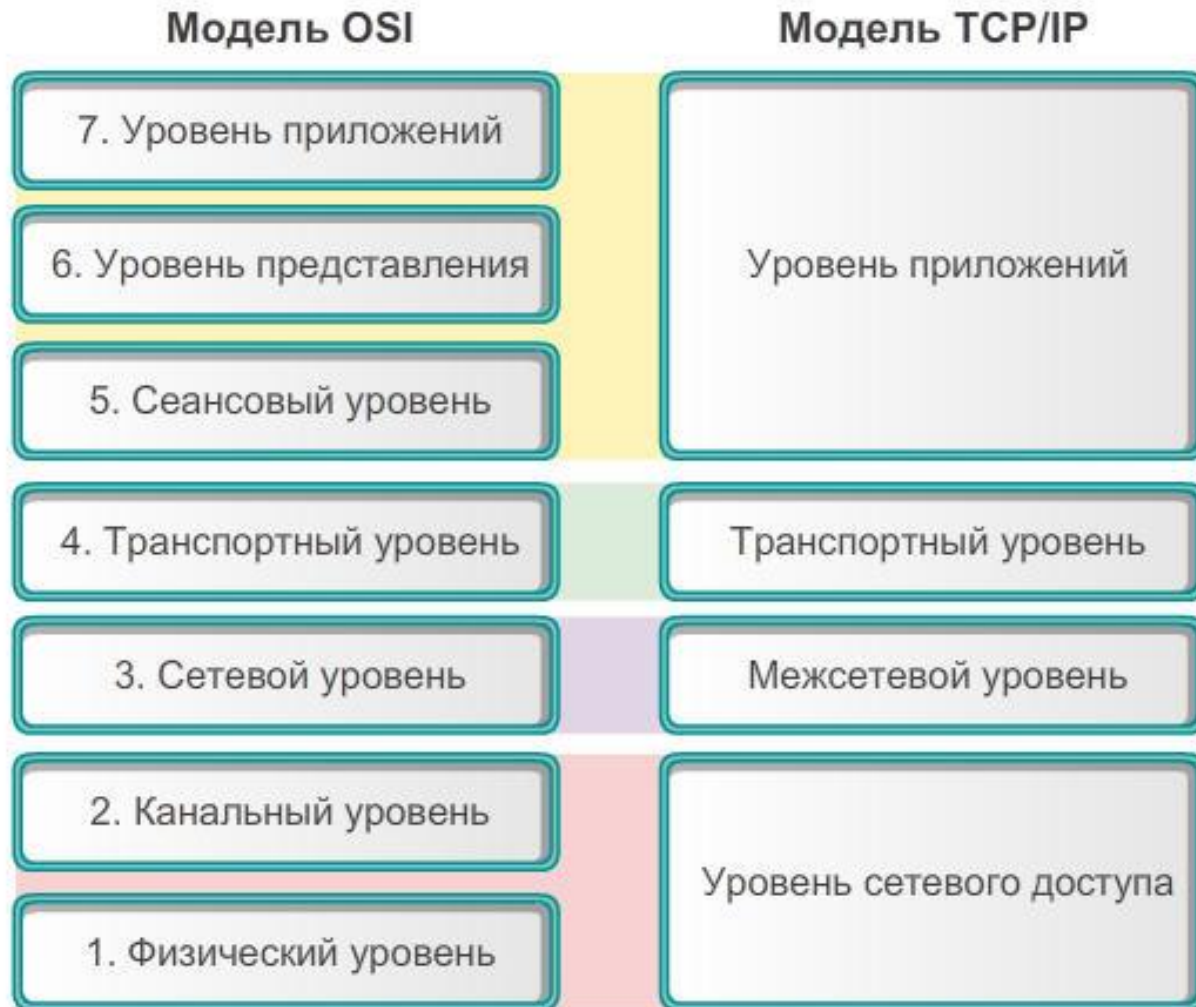 Модель OSI
Модель TCP/IP
7. Уровень приложений
6. Уровень представления
5. Сеансовый уровень
Уровень приложений
4. Транспортный уровень
Транспортный уровень
3. Сетевой уровень
Межсетевой уровень
2. Канальный уровень
1. Физический уровень
Уровень сетевого доступа